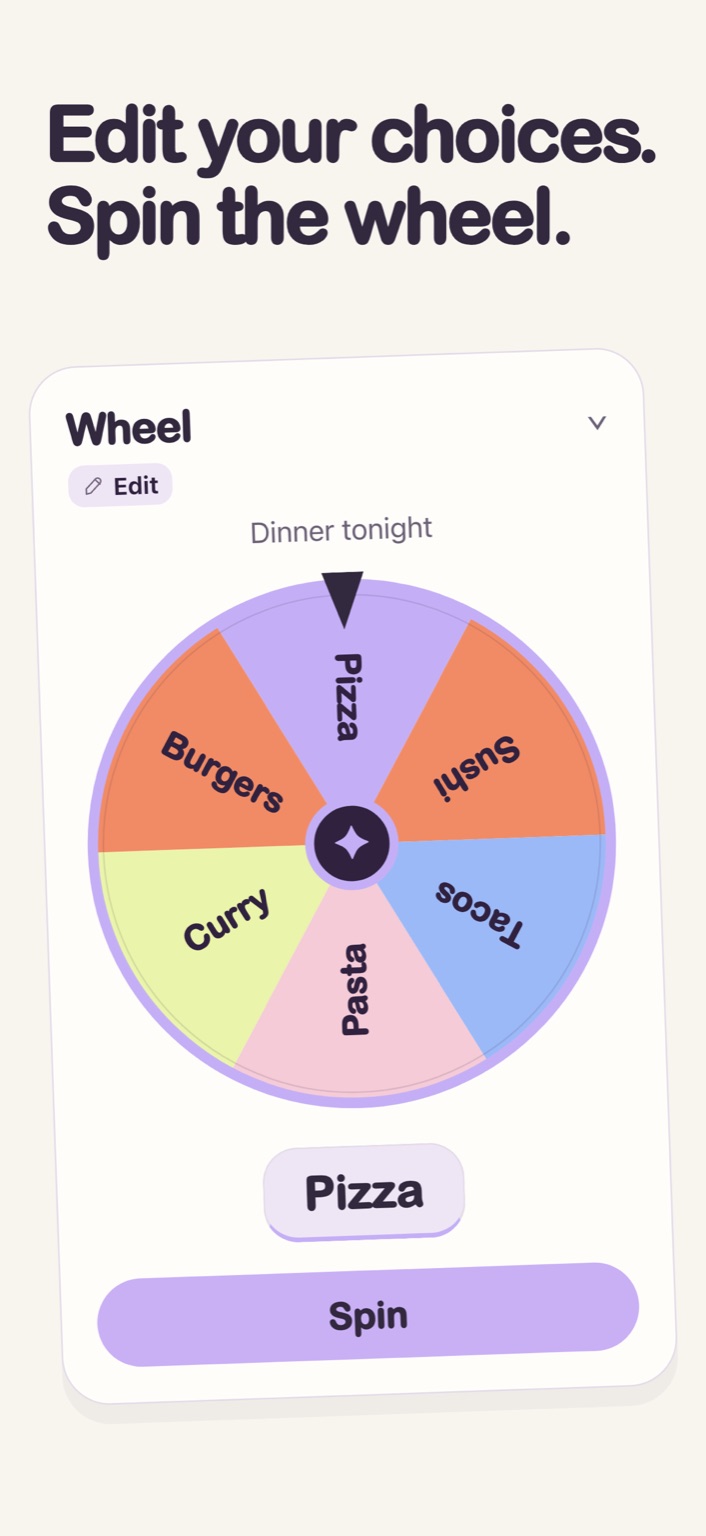 Edit your choices.
Spin the wheel.
Wheel
Edit
Dinner tonight
Pizza
Sushi
Tacos
Pasta
Curry
Burgers
Pizza
Spin